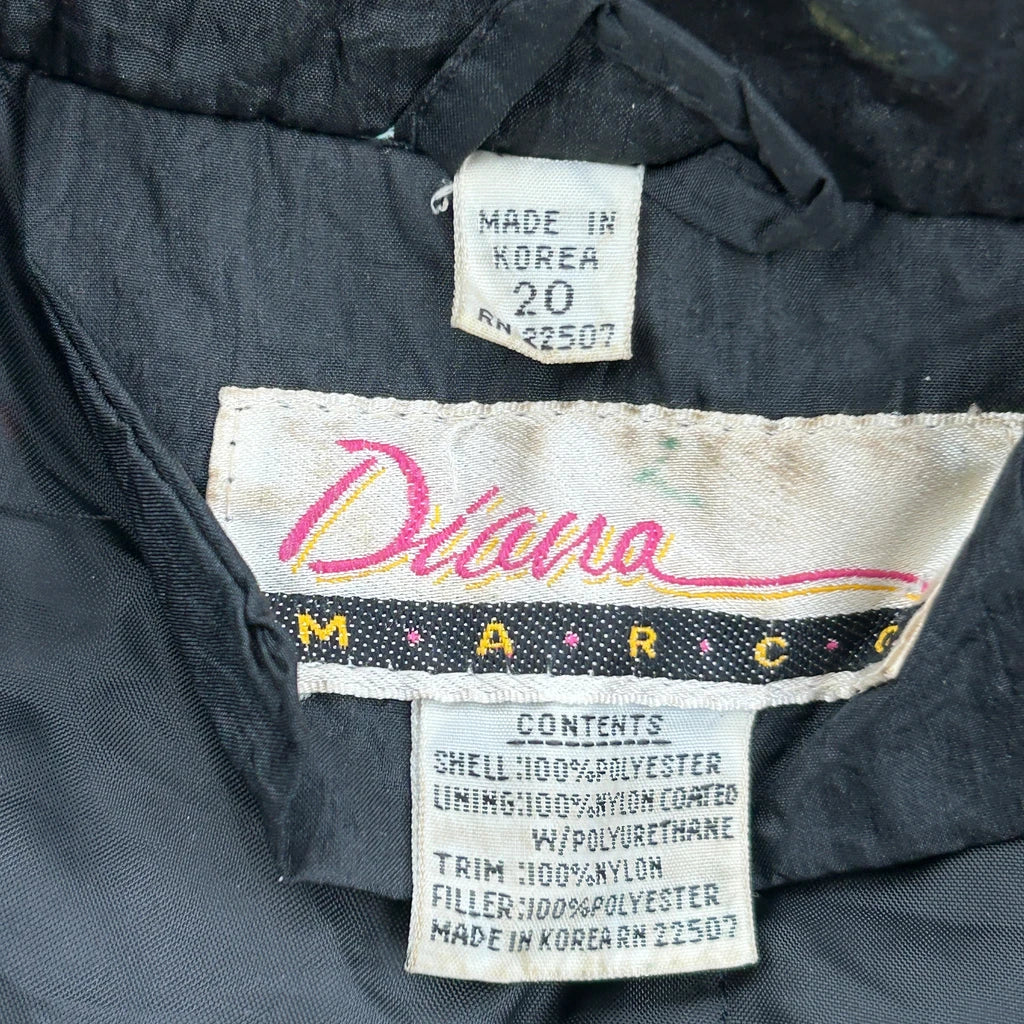 MADE IN
KOREA
20
RN 22507
Diana
M·A·R·C·O
CONTENTS
SHELL:100%POLYESTER
LINING:100%NYLON COATED
W/POLYURETHANE
TRIM :100%NYLON
FILLER:100%POLYESTER
MADE IN KOREA RN 22507